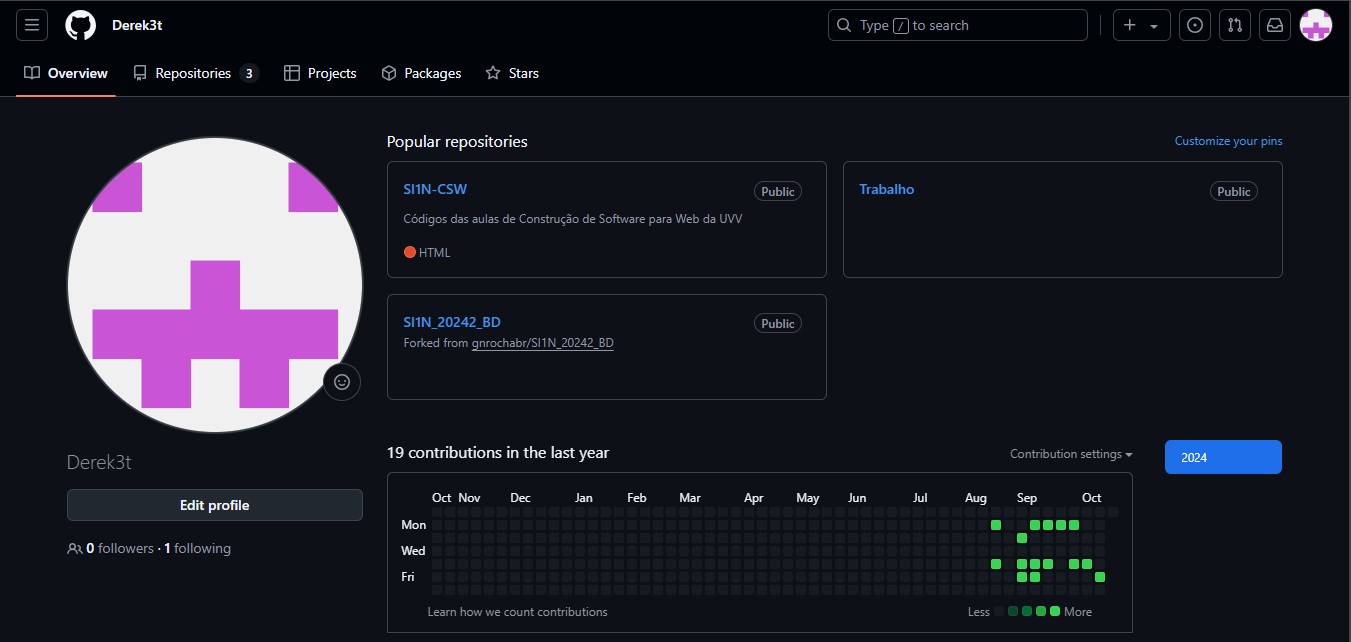 Derek3t
Type / to search
Overview Repositories 3 Projects Packages Stars
Popular repositories
Customize your pins
SI1N-CSW Public
Códigos das aulas de Construção de Software para Web da UVV
HTML
Trabalho Public
SI1N_20242_BD Public
Forked from gnrochabr/SI1N_20242_BD
Derek3t
Edit profile
0 followers · 1 following
19 contributions in the last year
Contribution settings
2024
Oct Nov Dec Jan Feb Mar Apr May Jun Jul Aug Sep Oct
Mon
Wed
Fri
Learn how we count contributions
Less More